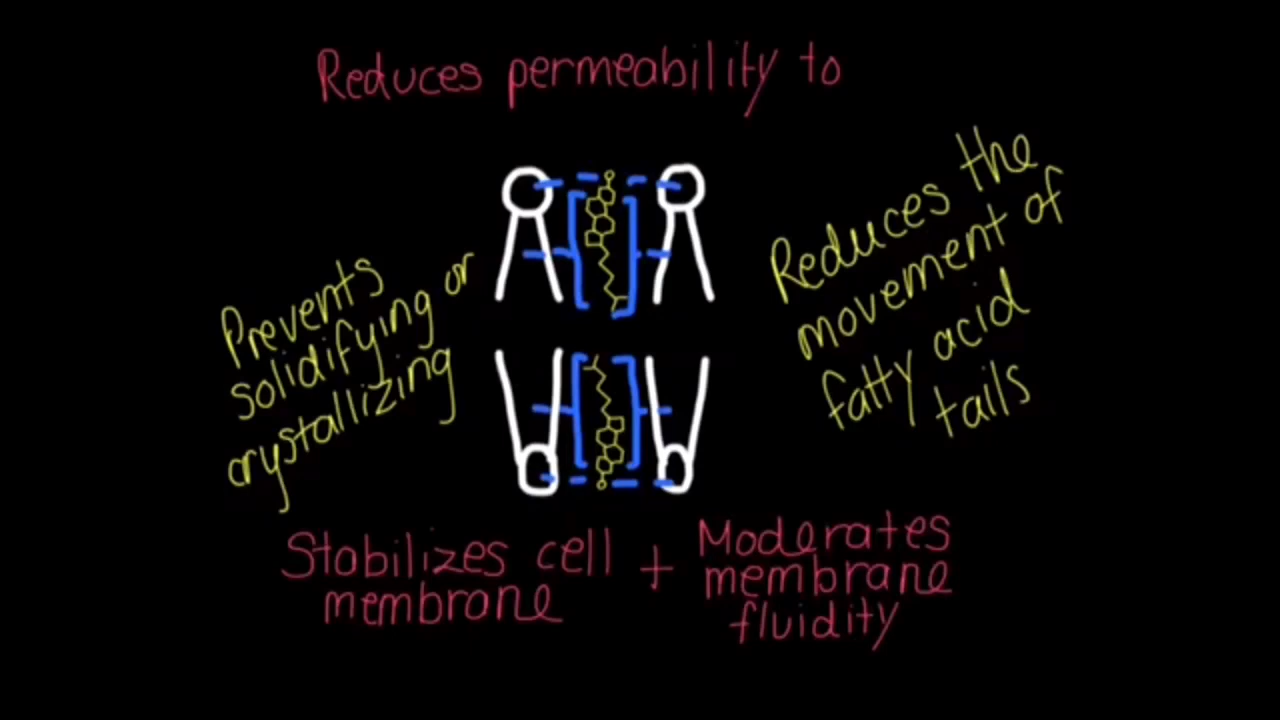 Reduces permeability to
Prevents
solidifying or
crystallizing
Reduces the
movement of
fatty acid
tails
Stabilizes cell
membrane
+
Moderates
membrane
fluidity